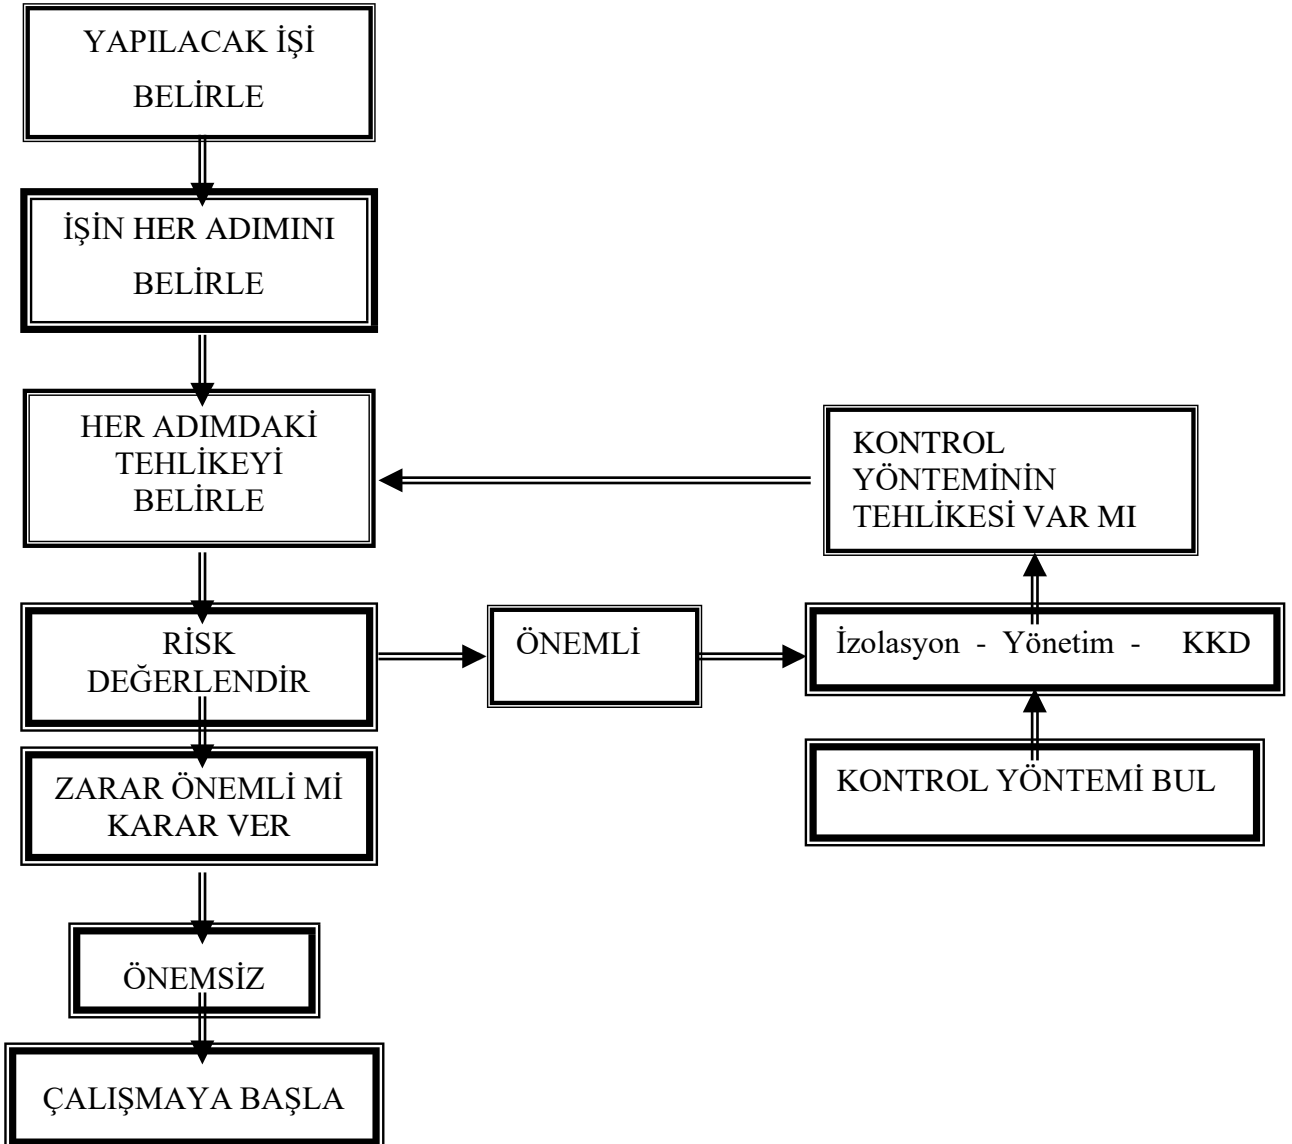 YAPILACAK İŞİ
BELİRLE
İŞİN HER ADIMINI
BELİRLE
HER ADIMDAKİ
TEHLİKEYİ
BELİRLE
KONTROL
YÖNTEMİNİN
TEHLİKESİ VAR MI
RİSK
DEĞERLENDİR
ÖNEMLİ
İzolasyon - Yönetim - KKD
ZARAR ÖNEMLİ Mİ
KARAR VER
KONTROL YÖNTEMİ BUL
ÖNEMSİZ
ÇALIŞMAYA BAŞLA